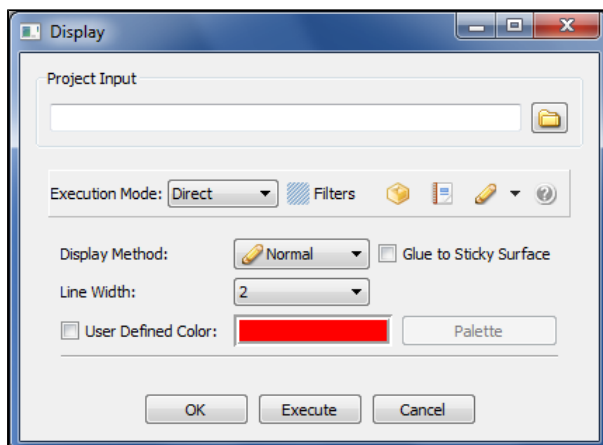 Display
Project Input
Execution Mode: Direct Filters
Display Method: Normal Glue to Sticky Surface
Line Width: 2
User Defined Color: Palette
OK Execute Cancel